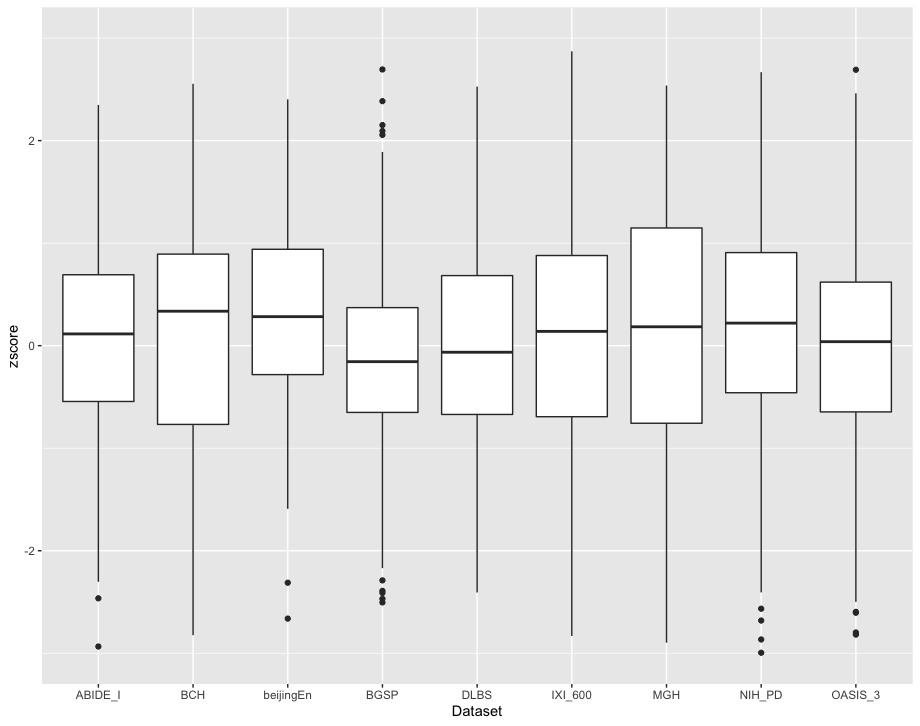 zscore
2
0
-2
ABIDE_I BCH beijingEn BGSP DLBS IXI_600 MGH NIH_PD OASIS_3
Dataset